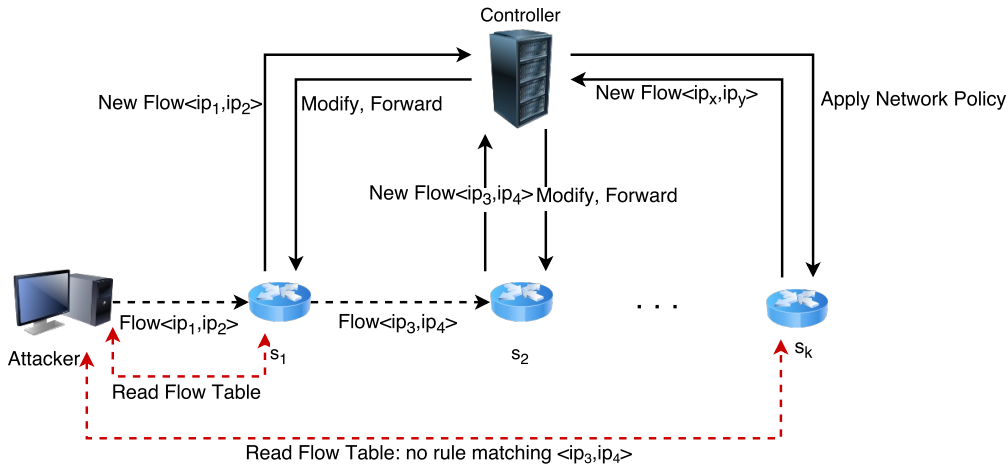 Controller
New Flow<ip1,ip2>
Modify, Forward
New Flow<ipx,ipy>
Apply Network Policy
New Flow<ip3,ip4>
Modify, Forward
Flow<ip1,ip2>
Flow<ip3,ip4>
. . .
Attacker
s1
s2
sk
Read Flow Table
Read Flow Table: no rule matching <ip3,ip4>